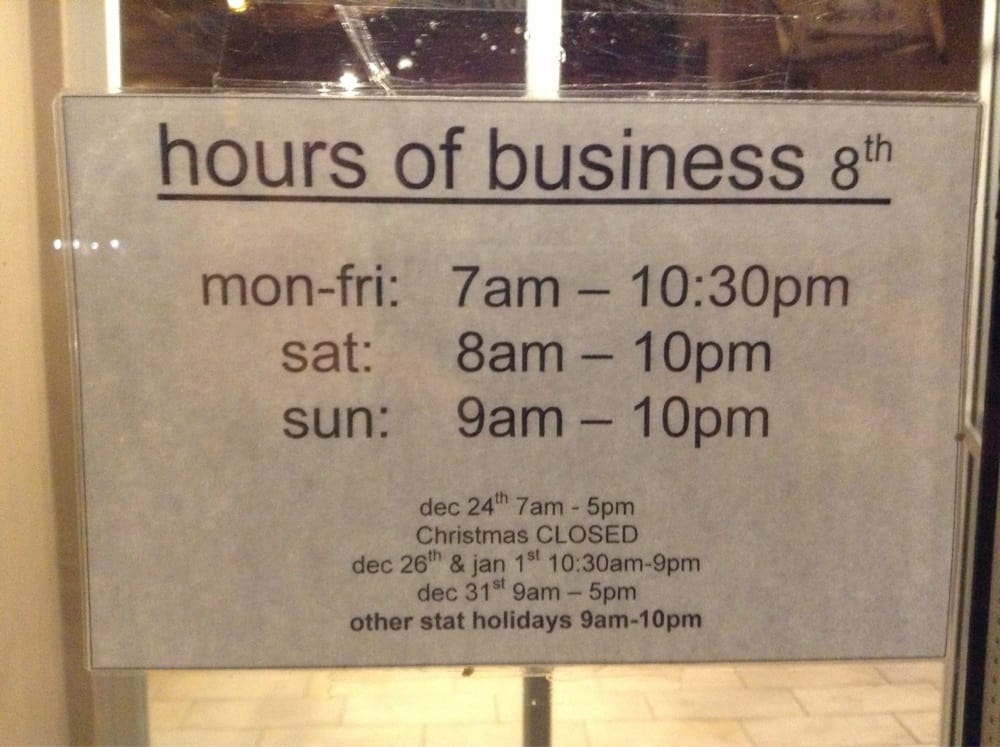 hours of business 8th
mon-fri: 7am – 10:30pm
sat: 8am – 10pm
sun: 9am – 10pm
dec 24th 7am - 5pm
Christmas CLOSED
dec 26th & jan 1st 10:30am-9pm
dec 31st 9am – 5pm
other stat holidays 9am-10pm